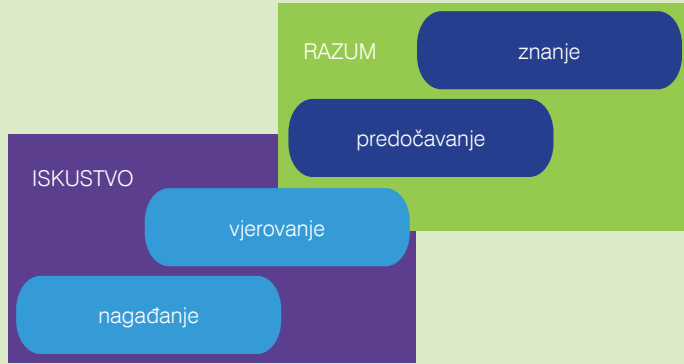 RAZUM
znanje
predočavanje
ISKUSTVO
vjerovanje
nagađanje